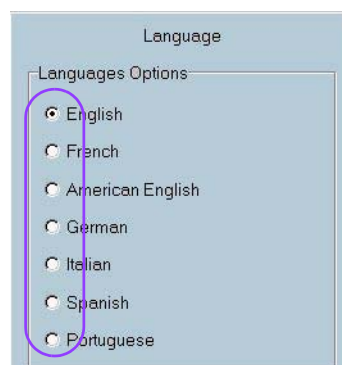 Language
Languages Options
English
French
American English
German
Italian
Spanish
Portuguese